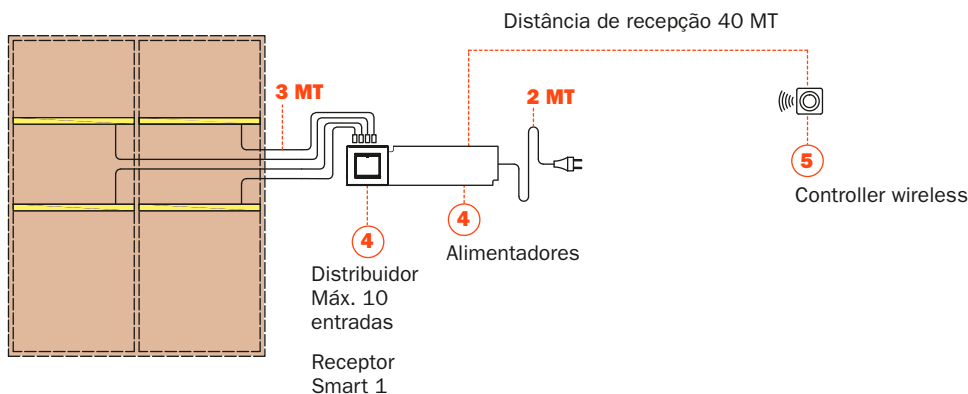 Distância de recepção 40 MT
3 MT
2 MT
5
Controller wireless
4
4
Alimentadores
Distribuidor
Máx. 10
entradas
Receptor
Smart 1